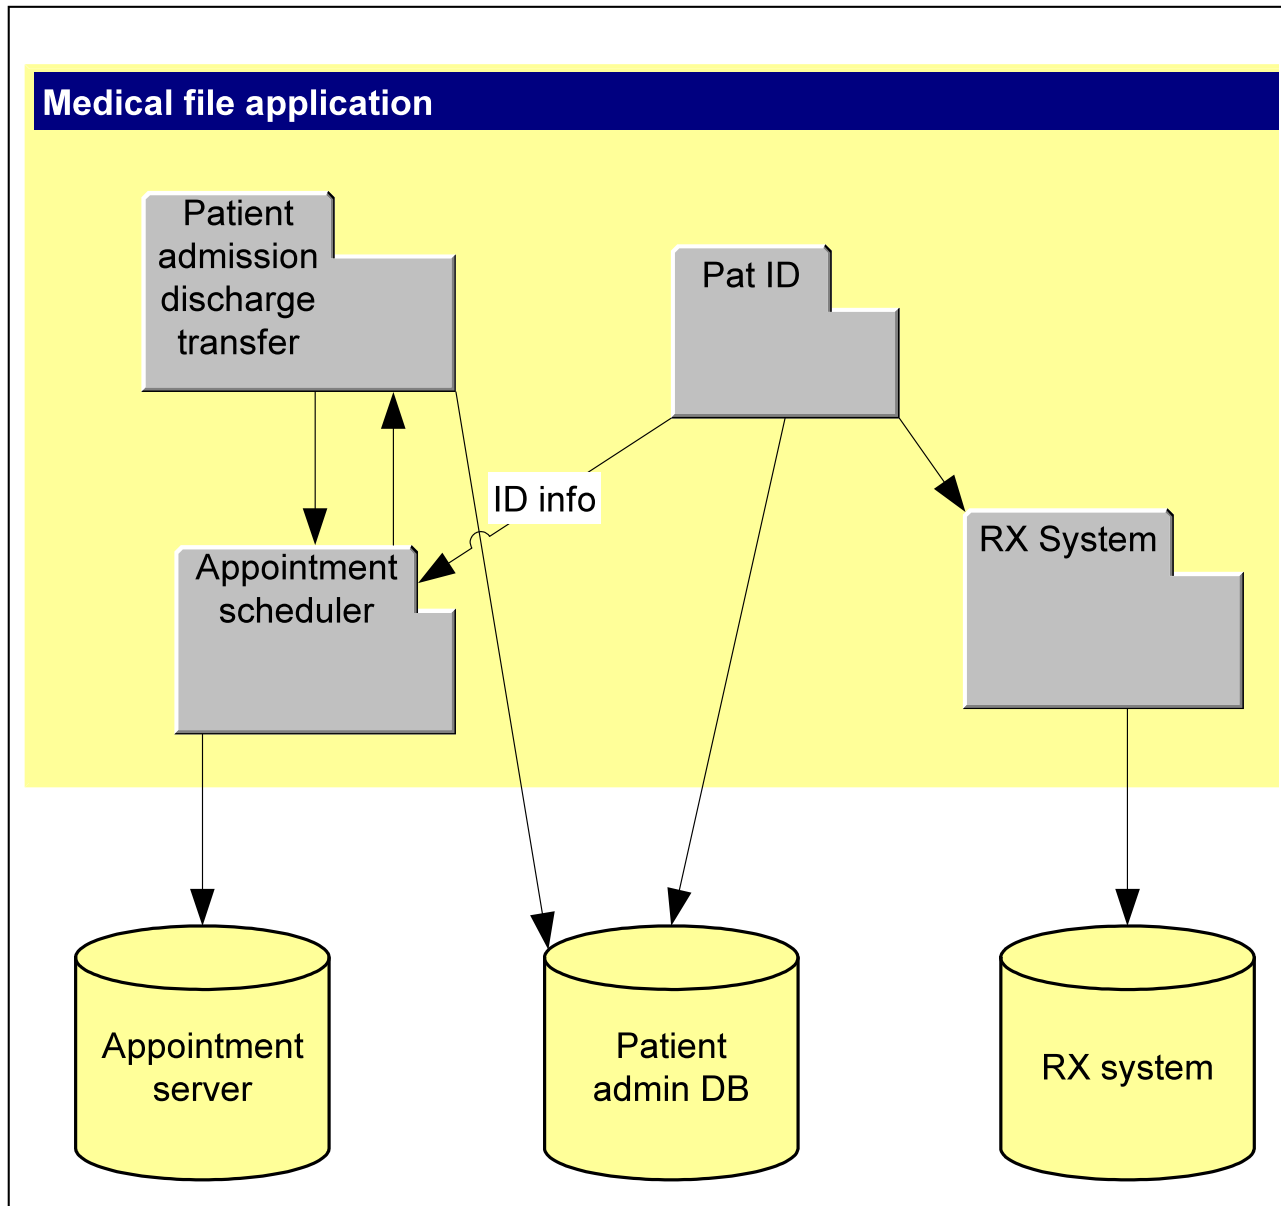 Medical file application
Patient
admission
discharge
transfer
Pat ID
ID info
RX System
Appointment
scheduler
Appointment
server
Patient
admin DB
RX system